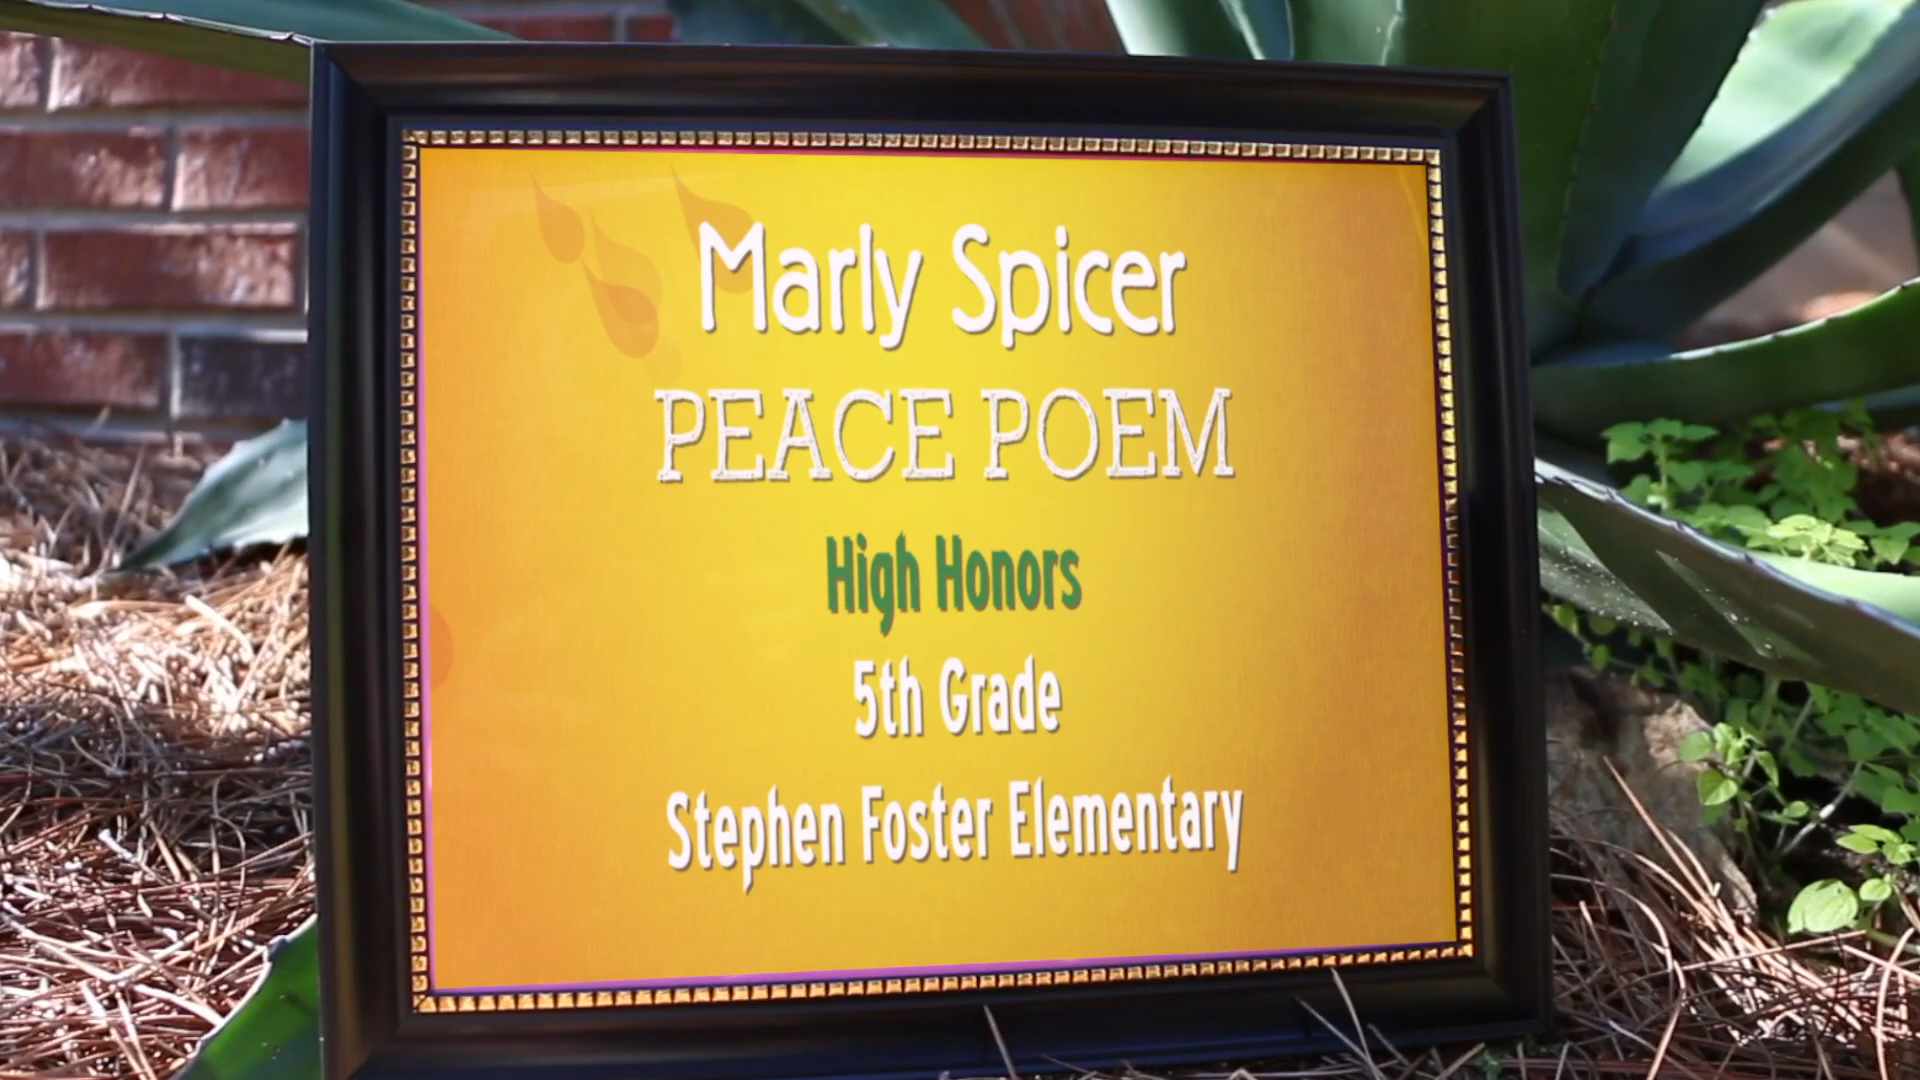 Marly Spicer
PEACE POEM
High Honors
5th Grade
Stephen Foster Elementary